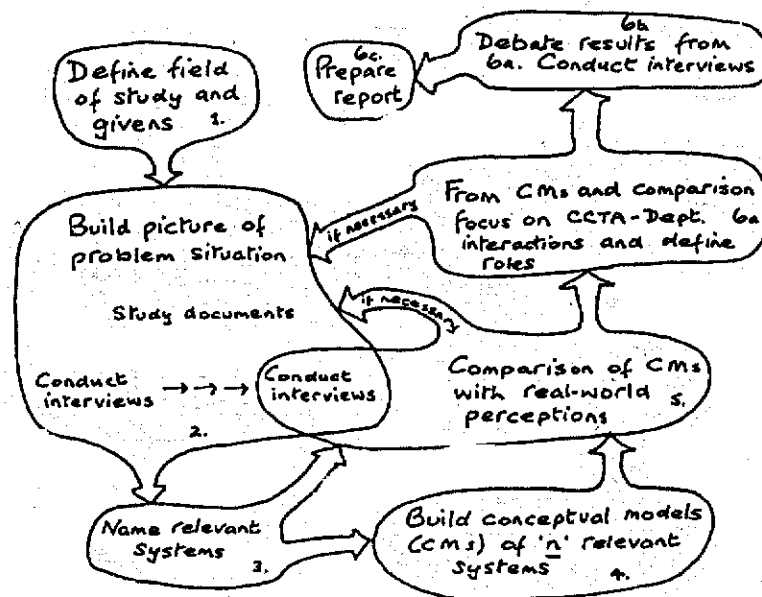 Define field
of study and
givens 1.
6c.
Prepare
report
6b
Debate results from
6a. Conduct interviews
Build picture of
problem situation
Study documents
Conduct
interviews
2.
if necessary
From CMs and comparison
focus on CCTA-Dept. 6a
interactions and define
roles
if necessary
Conduct
interviews
Comparison of CMs
with real-world
perceptions 5.
Name relevant
Systems 3.
Build conceptual models
(CMs) of 'n' relevant
systems 4.